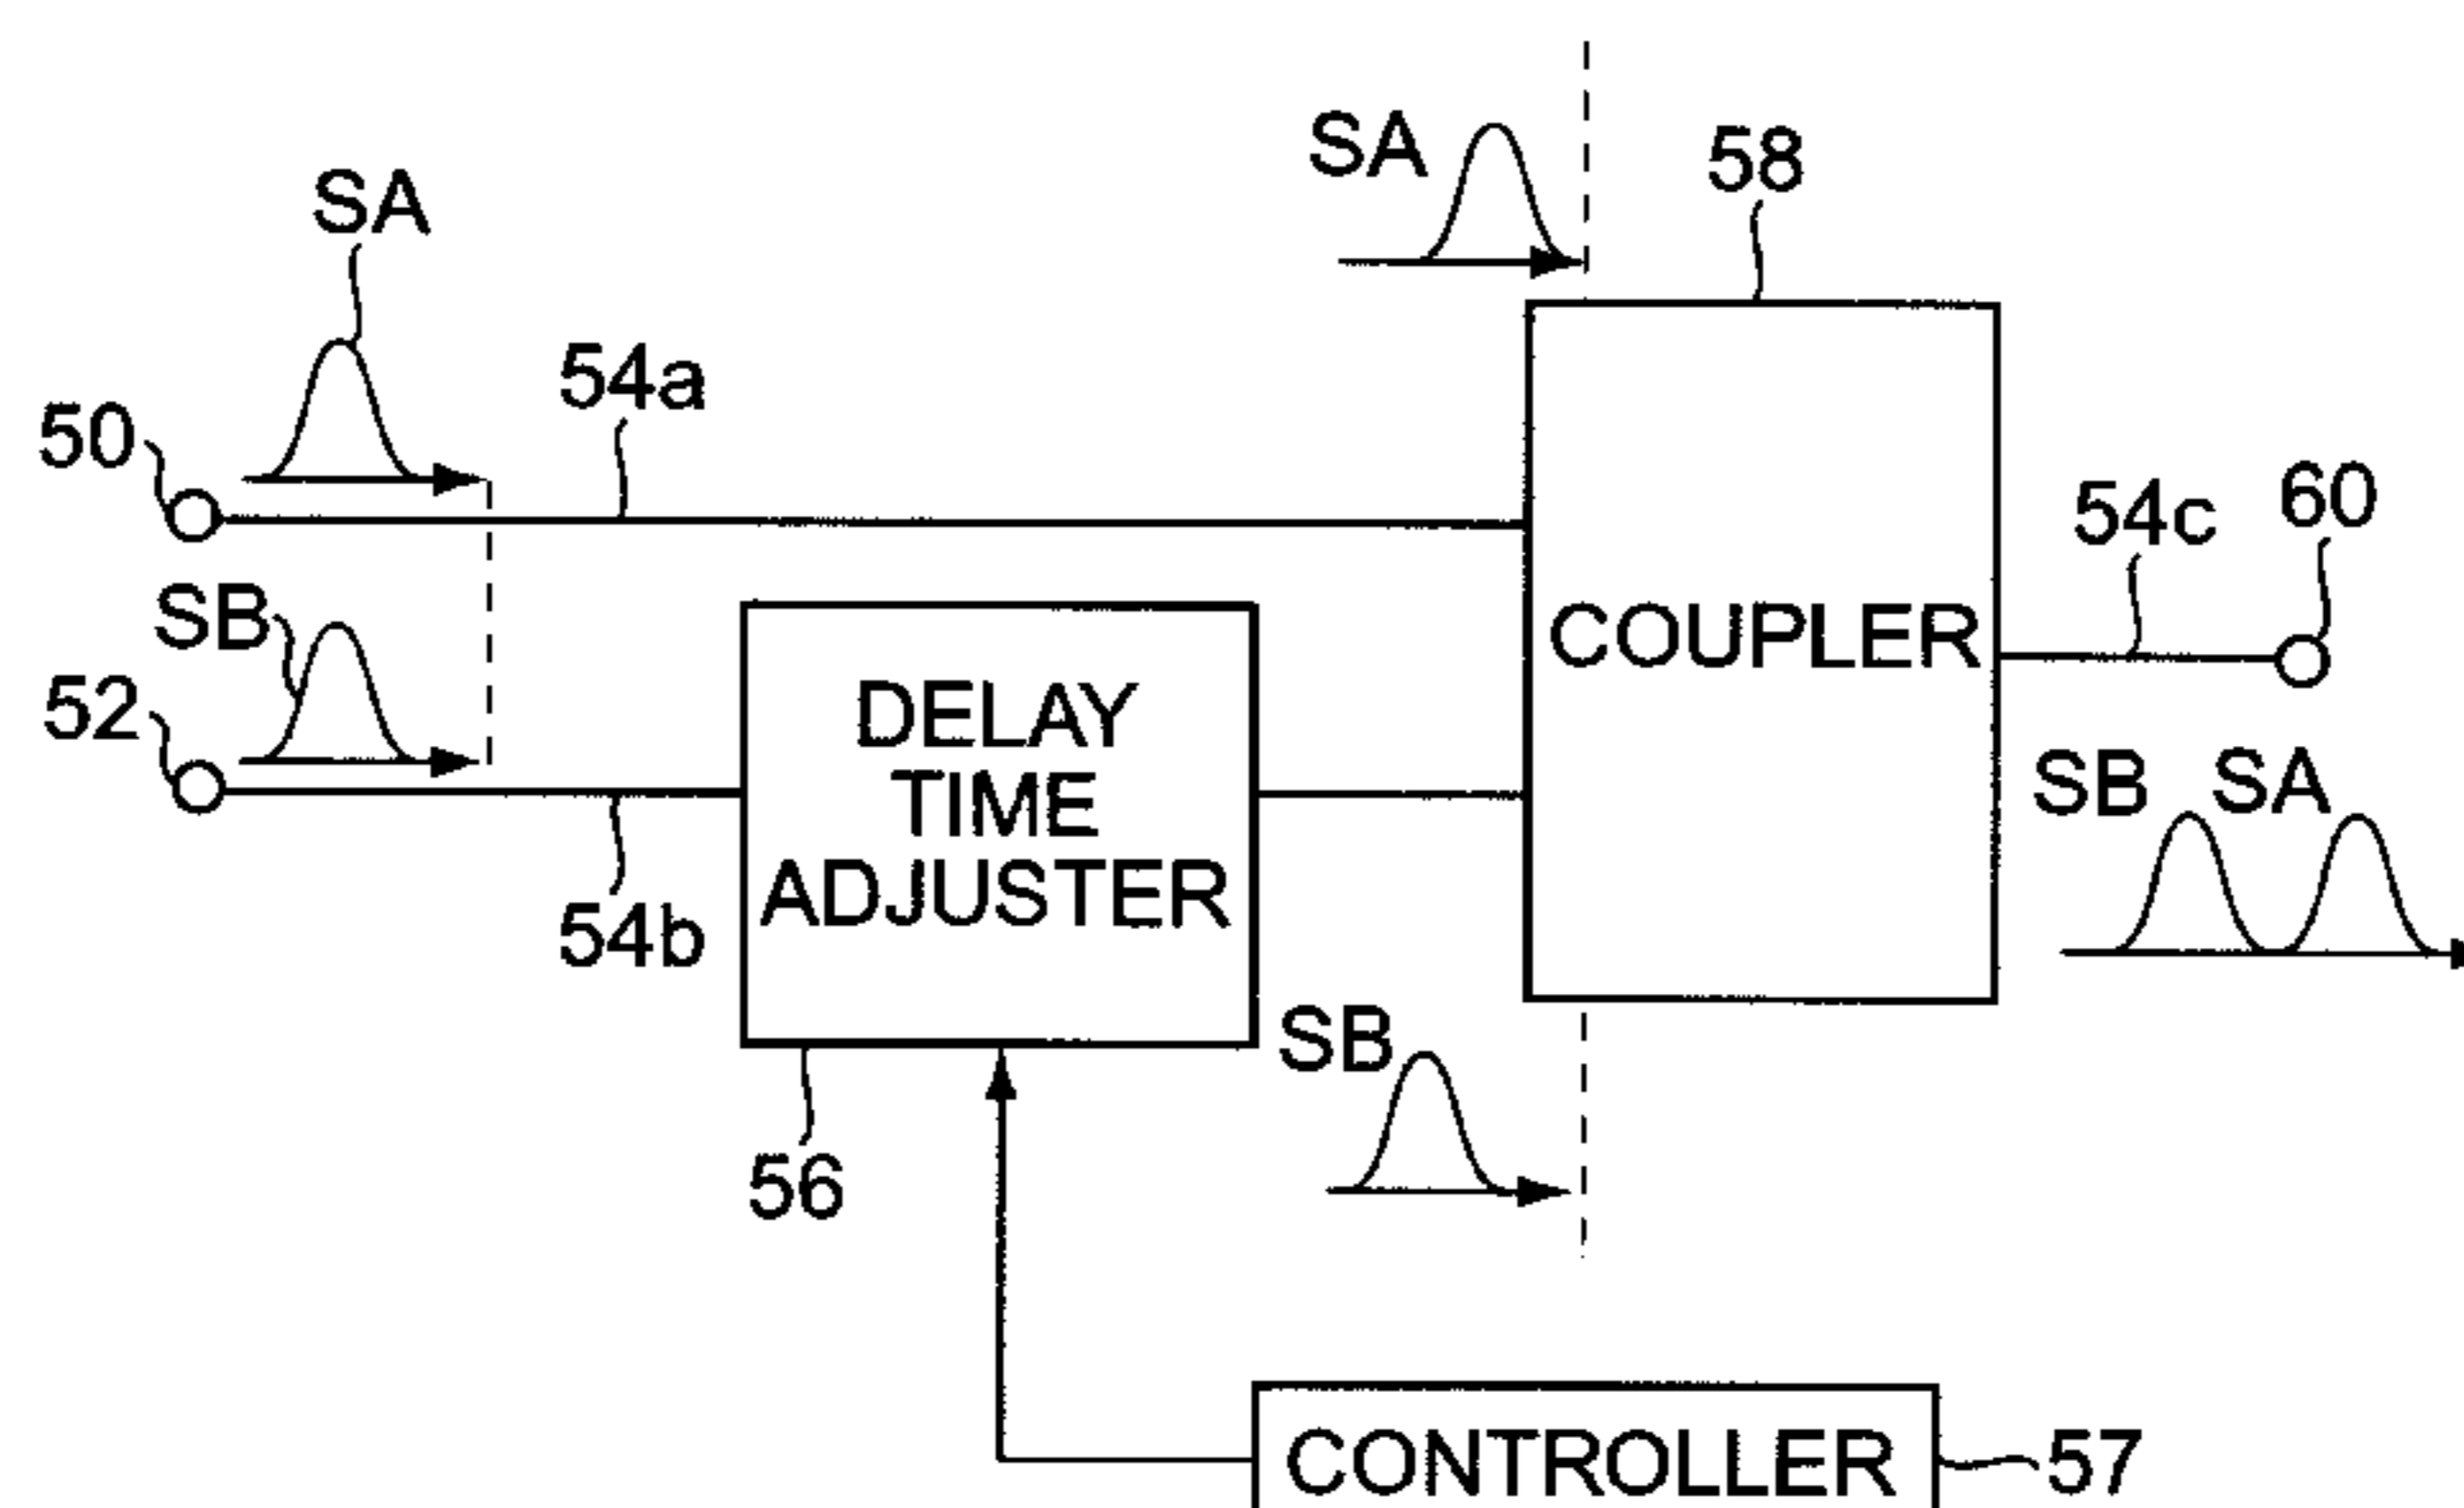 SA
58
SA
54a
50
60
54c
SB
COUPLER
52
DELAY
TIME
ADJUSTER
SB SA
54b
SB
56
CONTROLLER
57